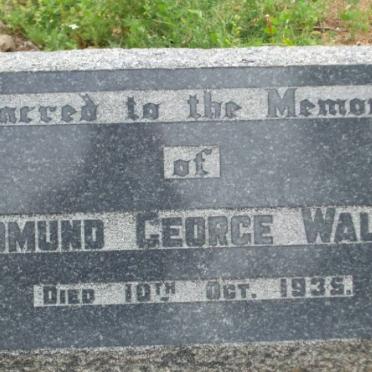 acred to the Memo
of
DMUND GEORGE WAL
DIED 10TH OCT. 1935.